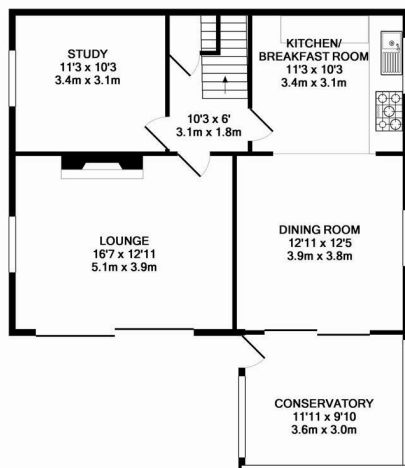 STUDY
11'3 x 10'3
3.4m x 3.1m
KITCHEN/
BREAKFAST ROOM
11'3 x 10'3
3.4m x 3.1m
10'3 x 6'
3.1m x 1.8m
LOUNGE
16'7 x 12'11
5.1m x 3.9m
DINING ROOM
12'11 x 12'5
3.9m x 3.8m
CONSERVATORY
11'11 x 9'10
3.6m x 3.0m